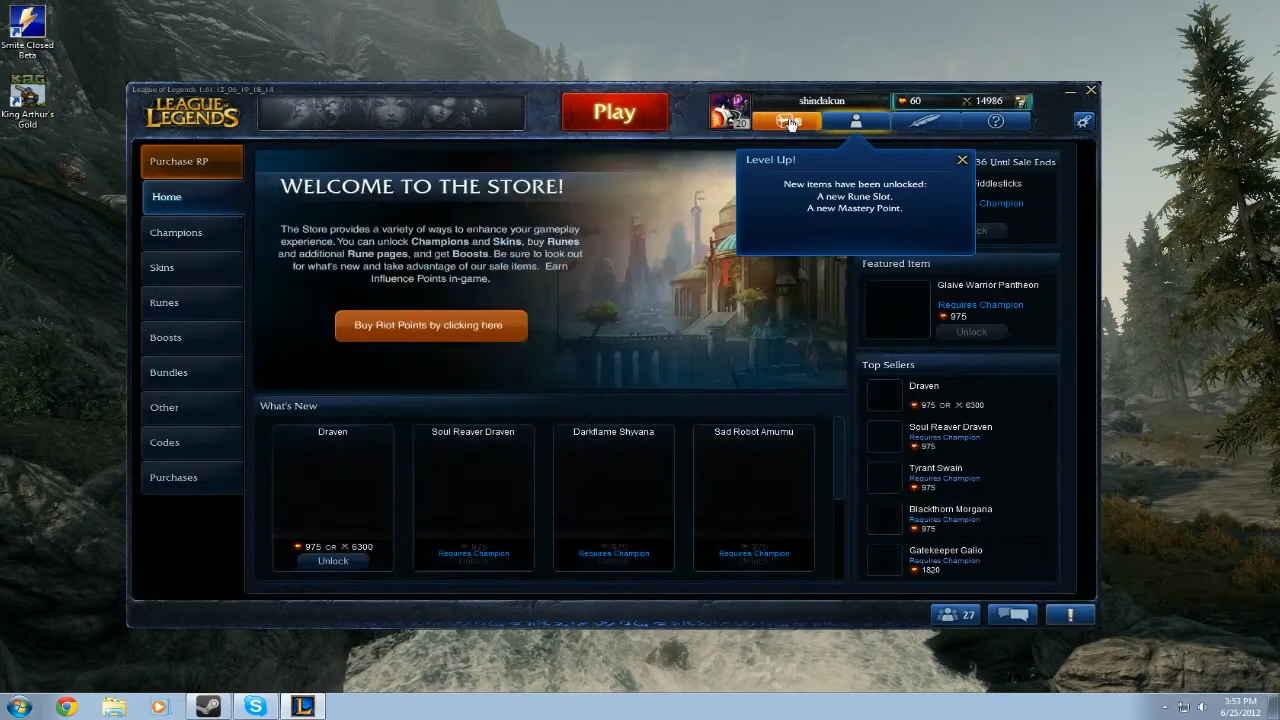 Smite Closed
Beta
King Arthur's
Gold
League of Legends 1.61.12_06_19_18_14
LEAGUE OF LEGENDS
Play
20
shindakun
60
14986
Level Up!
New items have been unlocked:
A new Rune Slot.
A new Mastery Point.
Purchase RP
Home
Champions
Skins
Runes
Boosts
Bundles
Other
Codes
Purchases
WELCOME TO THE STORE!
The Store provides a variety of ways to enhance your gameplay
experience. You can unlock Champions and Skins, buy Runes
and additional Rune pages, and get Boosts. Be sure to look out
for what's new and take advantage of our sale items. Earn
Influence Points in-game.
Buy Riot Points by clicking here
36 Until Sale Ends
Fiddlesticks
Champion
Featured Item
Glaive Warrior Pantheon
Requires Champion
975
Unlock
Top Sellers
Draven
975 OR 6300
Soul Reaver Draven
Requires Champion
975
Tyrant Swain
Requires Champion
975
Blackthorn Morgana
Requires Champion
975
Gatekeeper Galio
Requires Champion
1820
What's New
Draven
975 OR 6300
Unlock
Soul Reaver Draven
Requires Champion
Unlock
Darkflame Shyvana
Requires Champion
Unlock
Sad Robot Amumu
Requires Champion
Unlock
27
3:53 PM
6/25/2012